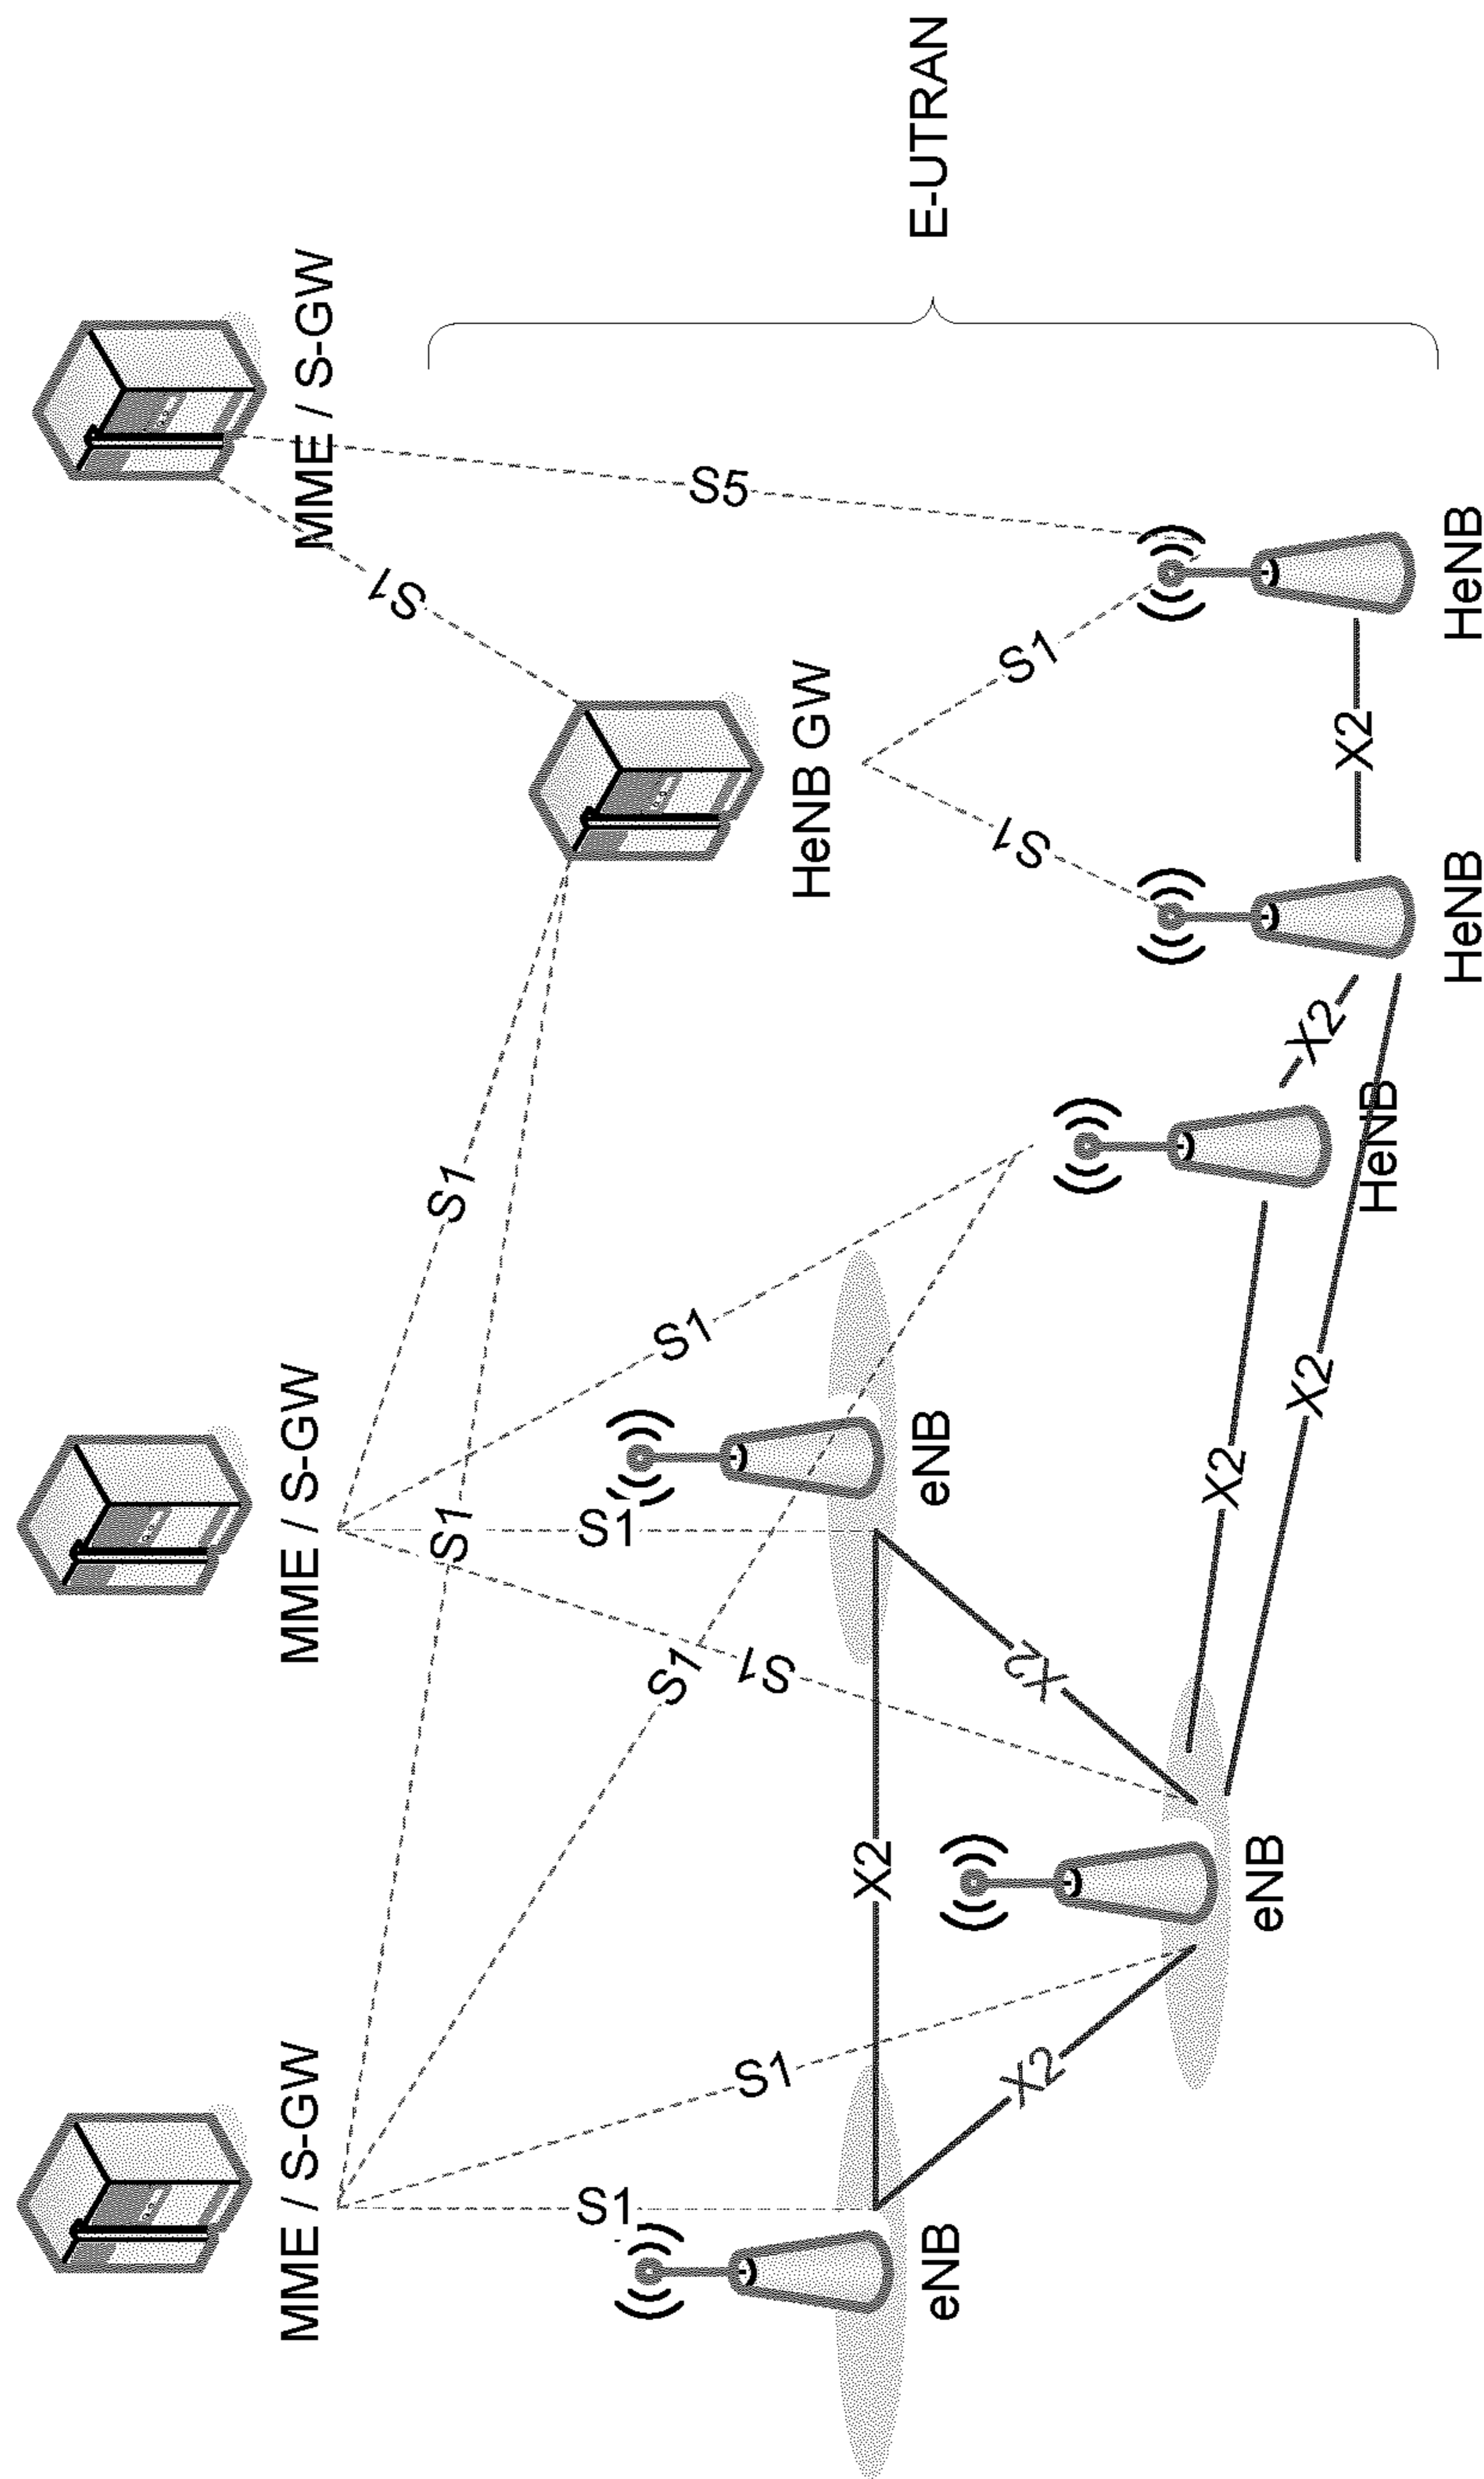 MME / S-GW
MME / S-GW
MME / S-GW
S1
S1
S1
S1
S1
S1
S1
S5
S1
S1
HeNB GW
X2
eNB
eNB
E-UTRAN
X2
X2
S1
S1
X2
eNB
X2
X2
X2
HeNB
HeNB
HeNB